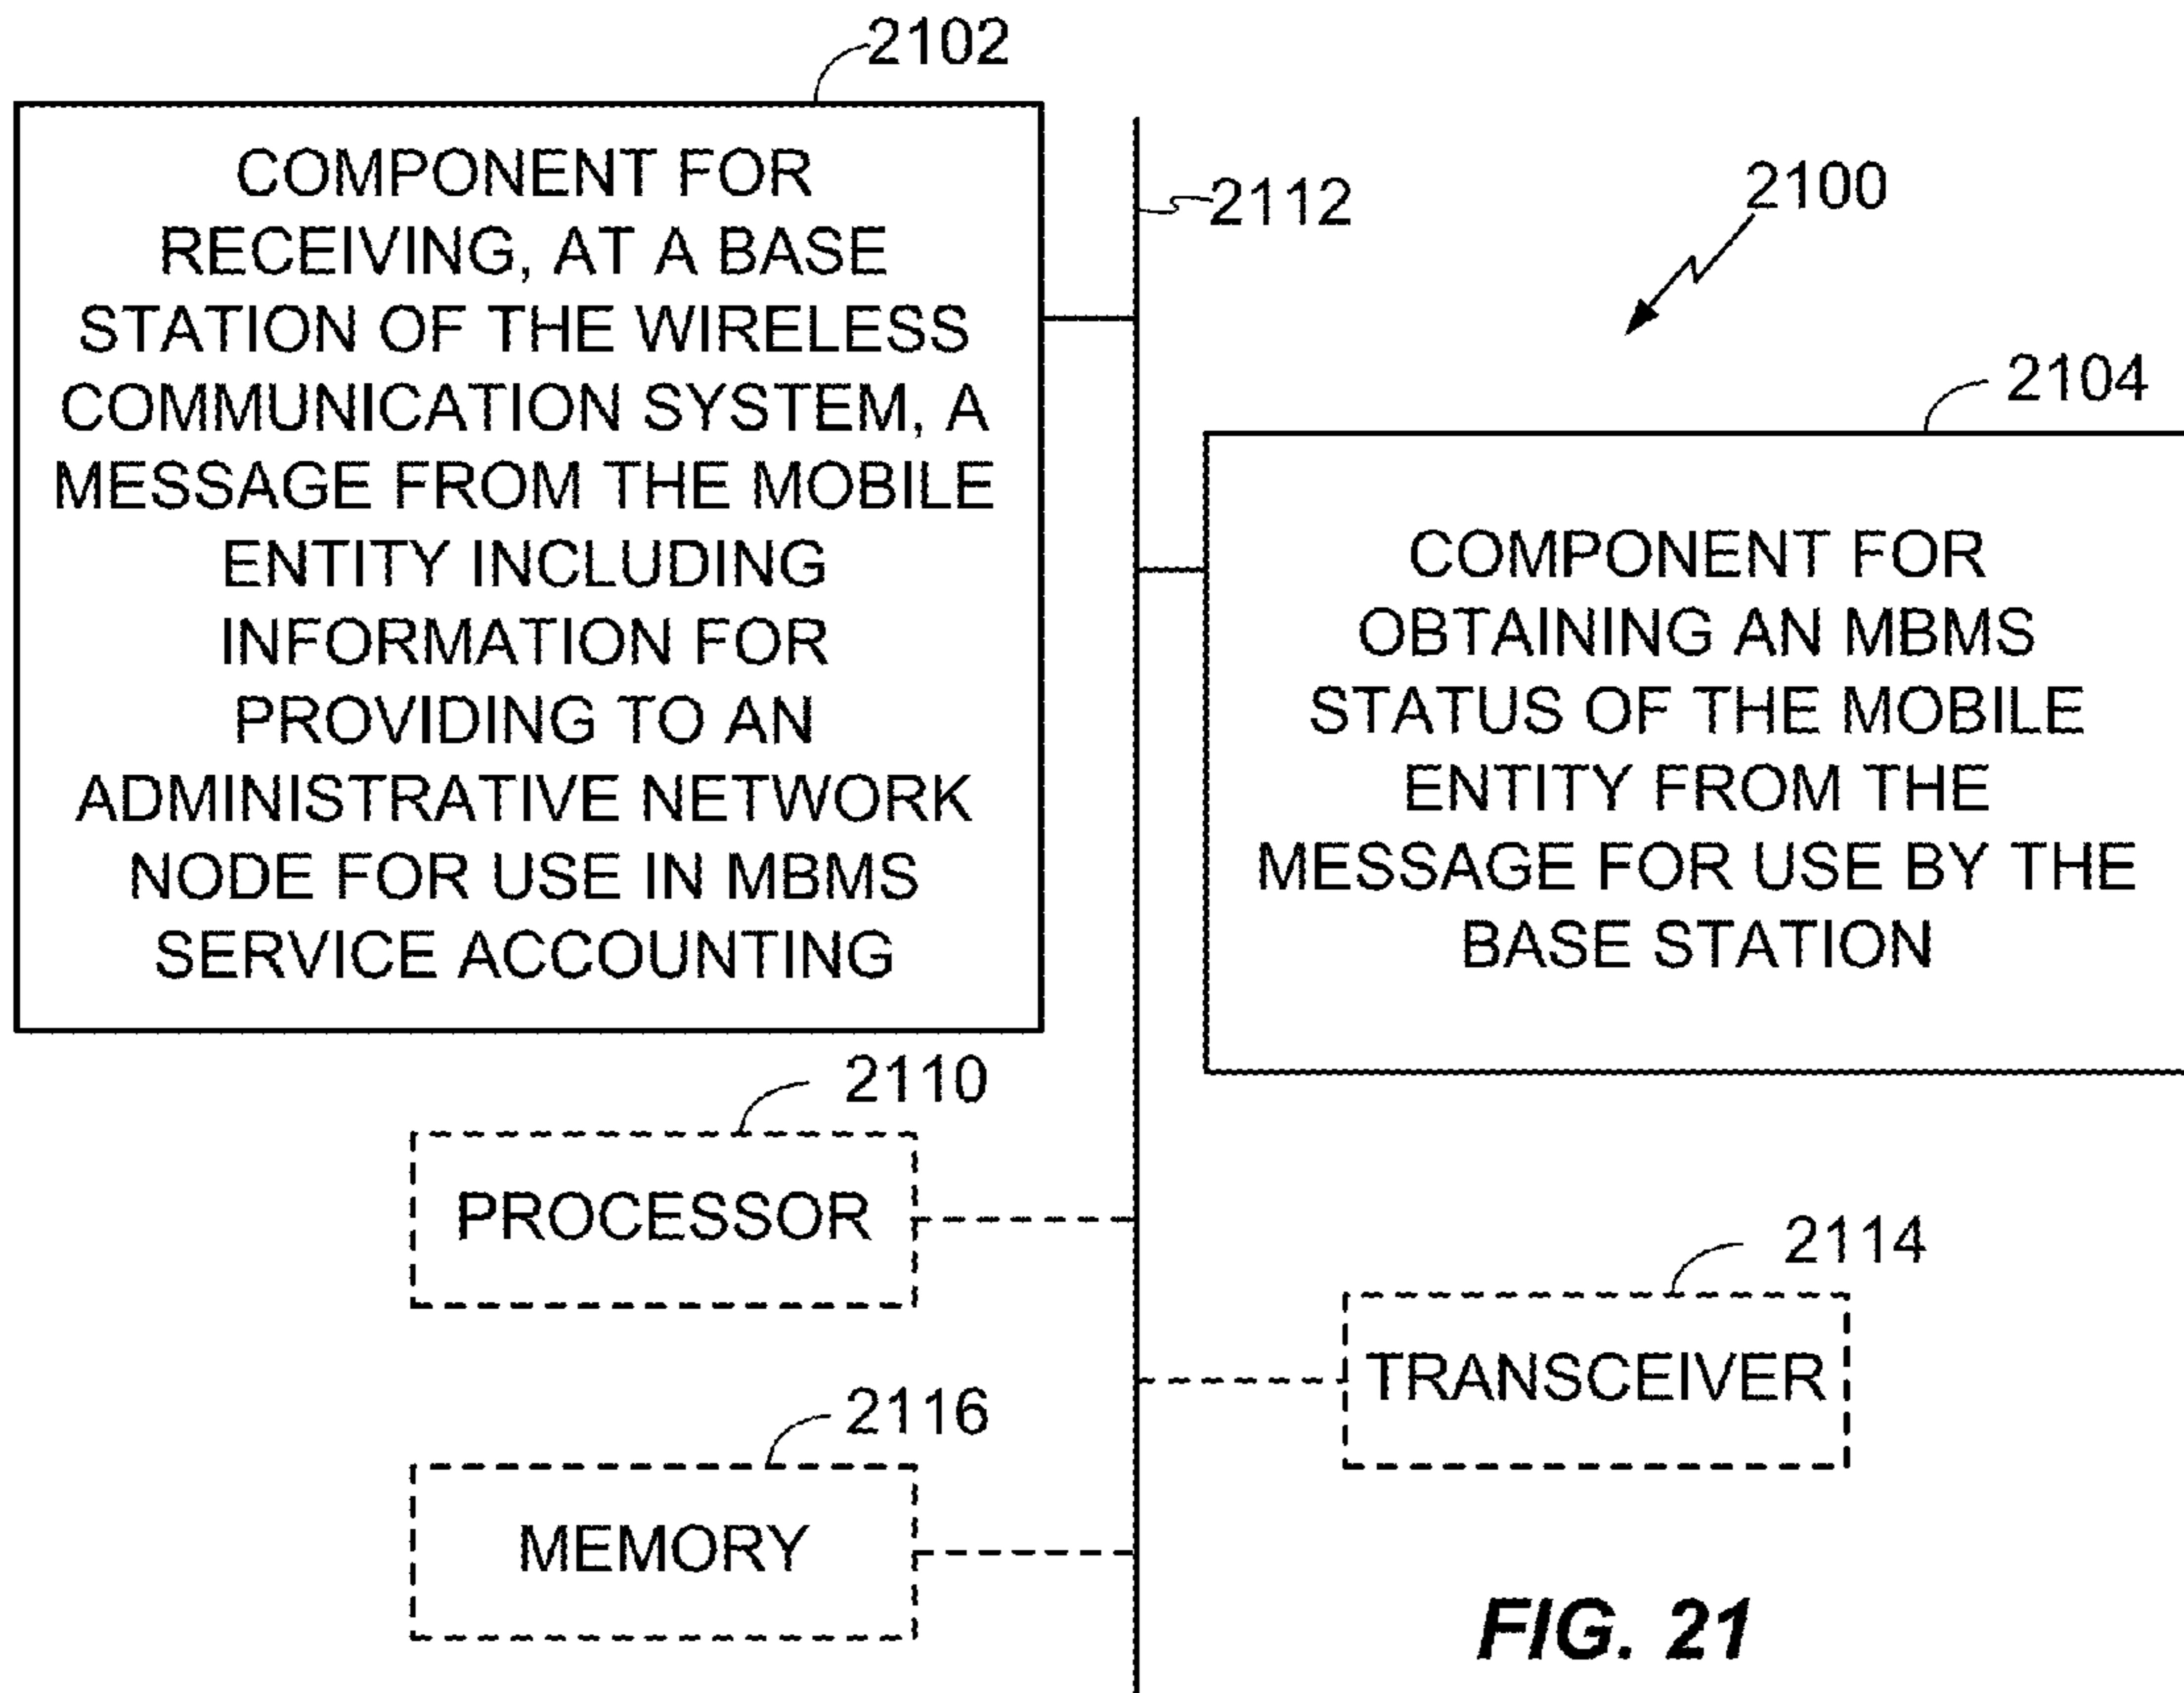 2102
COMPONENT FOR
RECEIVING, AT A BASE
STATION OF THE WIRELESS
COMMUNICATION SYSTEM, A
MESSAGE FROM THE MOBILE
ENTITY INCLUDING
INFORMATION FOR
PROVIDING TO AN
ADMINISTRATIVE NETWORK
NODE FOR USE IN MBMS
SERVICE ACCOUNTING
2112
2100
2104
COMPONENT FOR
OBTAINING AN MBMS
STATUS OF THE MOBILE
ENTITY FROM THE
MESSAGE FOR USE BY THE
BASE STATION
2110
PROCESSOR
2114
TRANSCEIVER
2116
MEMORY
FIG. 21